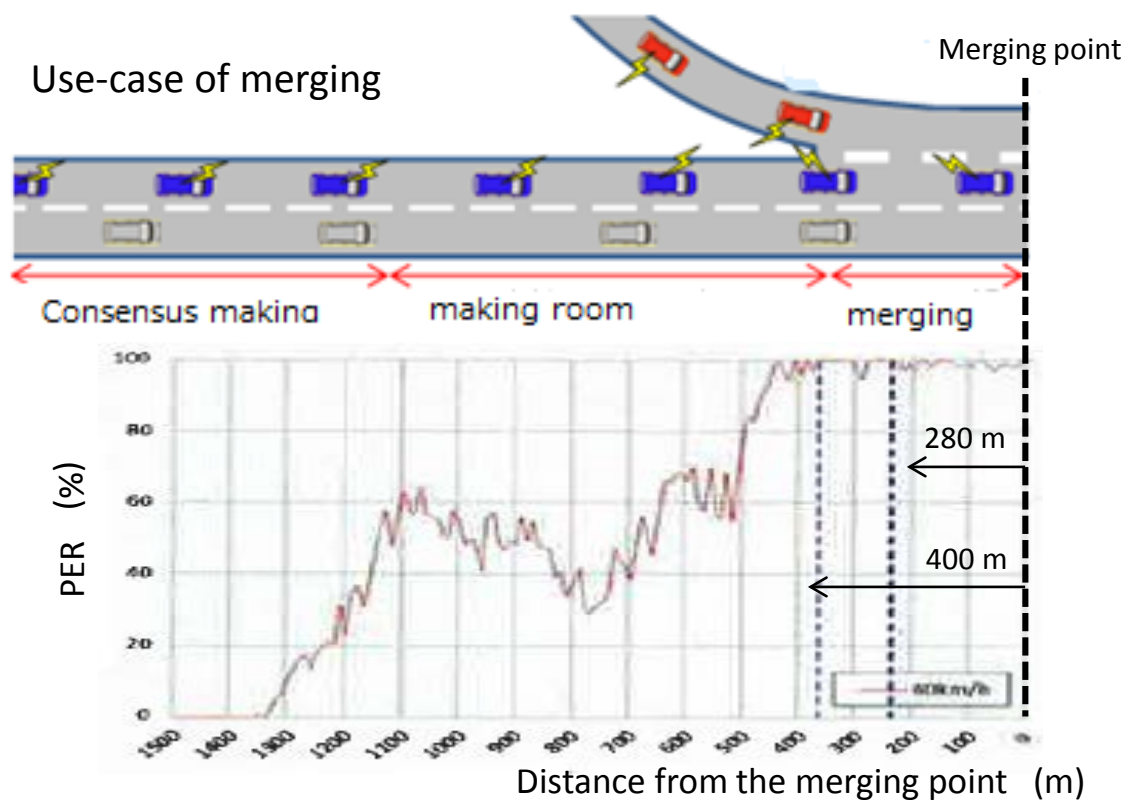 Merging point
Use-case of merging
Consensus making
making room
merging
100
80
60
40
20
0
PER (%)
280 m
400 m
60km/h
1500 1400 1300 1200 1100 1000 900 800 700 600 500 400 300 200 100 0
Distance from the merging point (m)